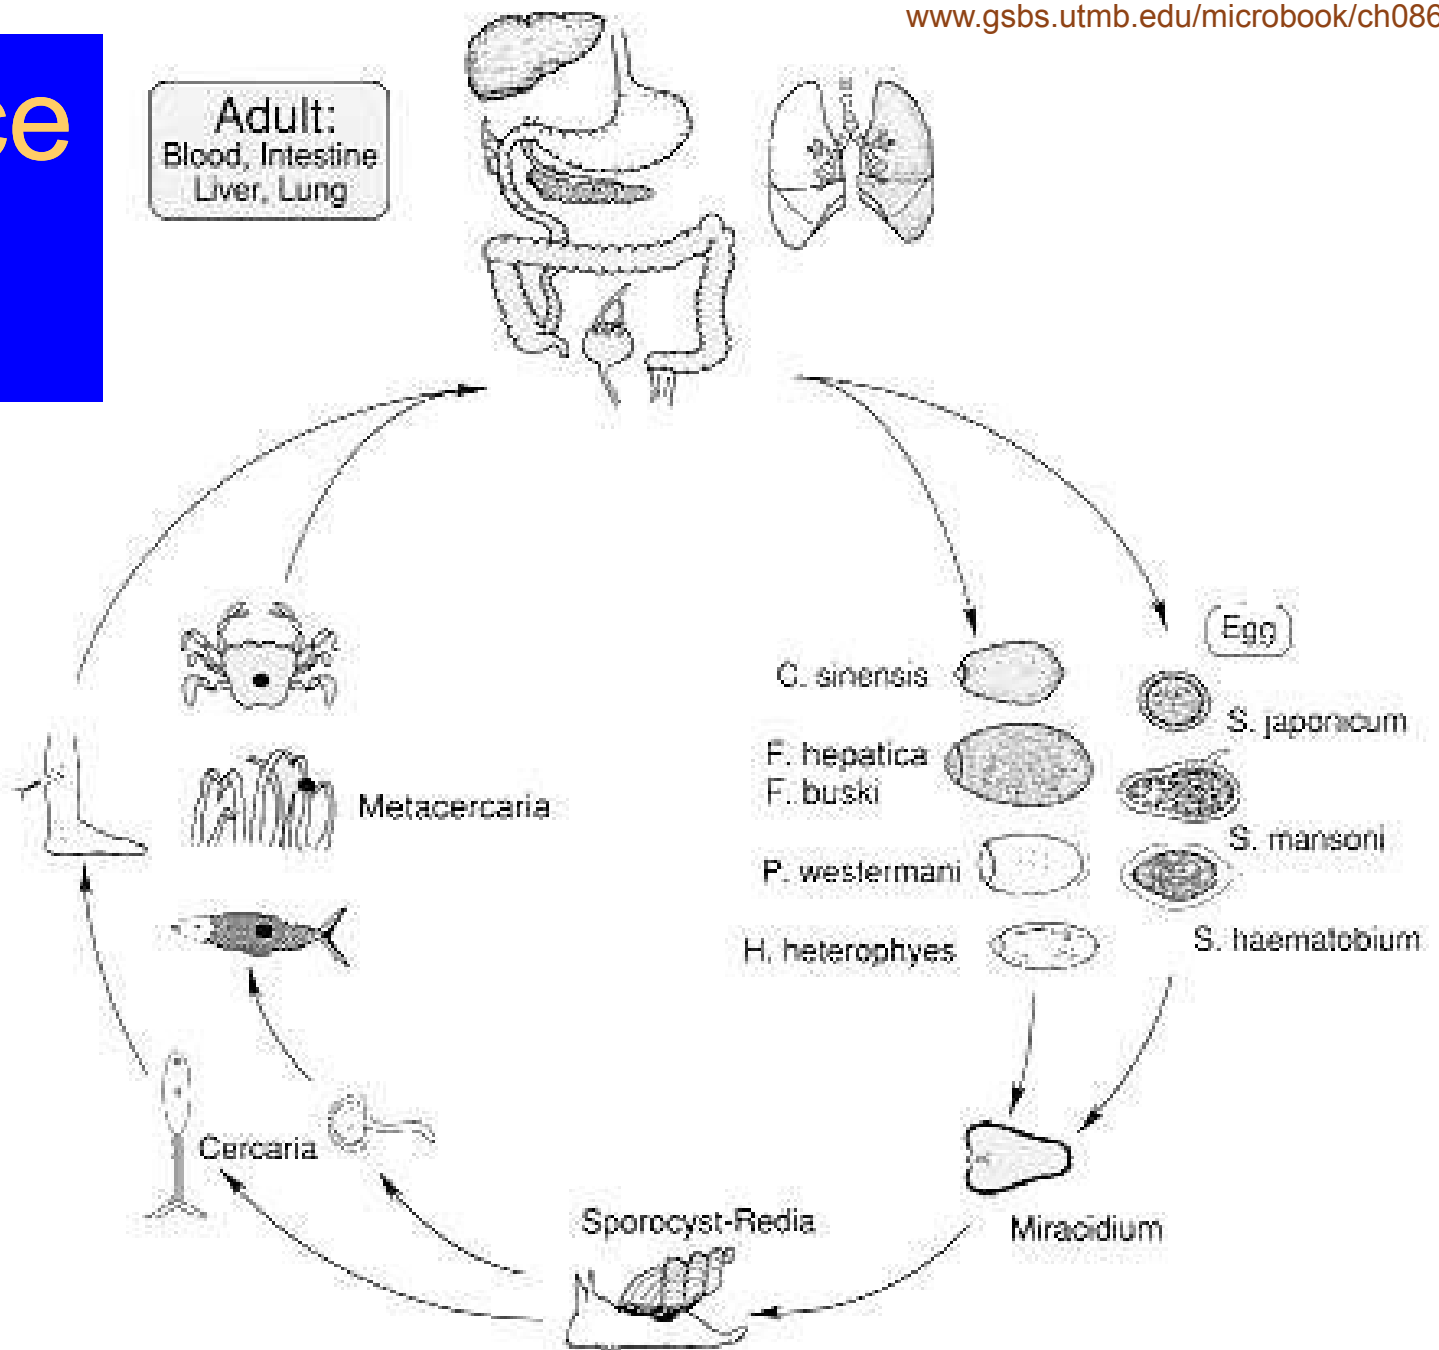 www.gsbs.utmb.edu/microbook/ch086
ce
Adult:
Blood, Intestine
Liver, Lung
Egg
C. sinensis
S. japonicum
F. hepatica
F. buski
Metacercaria
S. mansoni
P. westermani
S. haematobium
H. heterophyes
Cercaria
Sporocyst-Redia
Miracidium